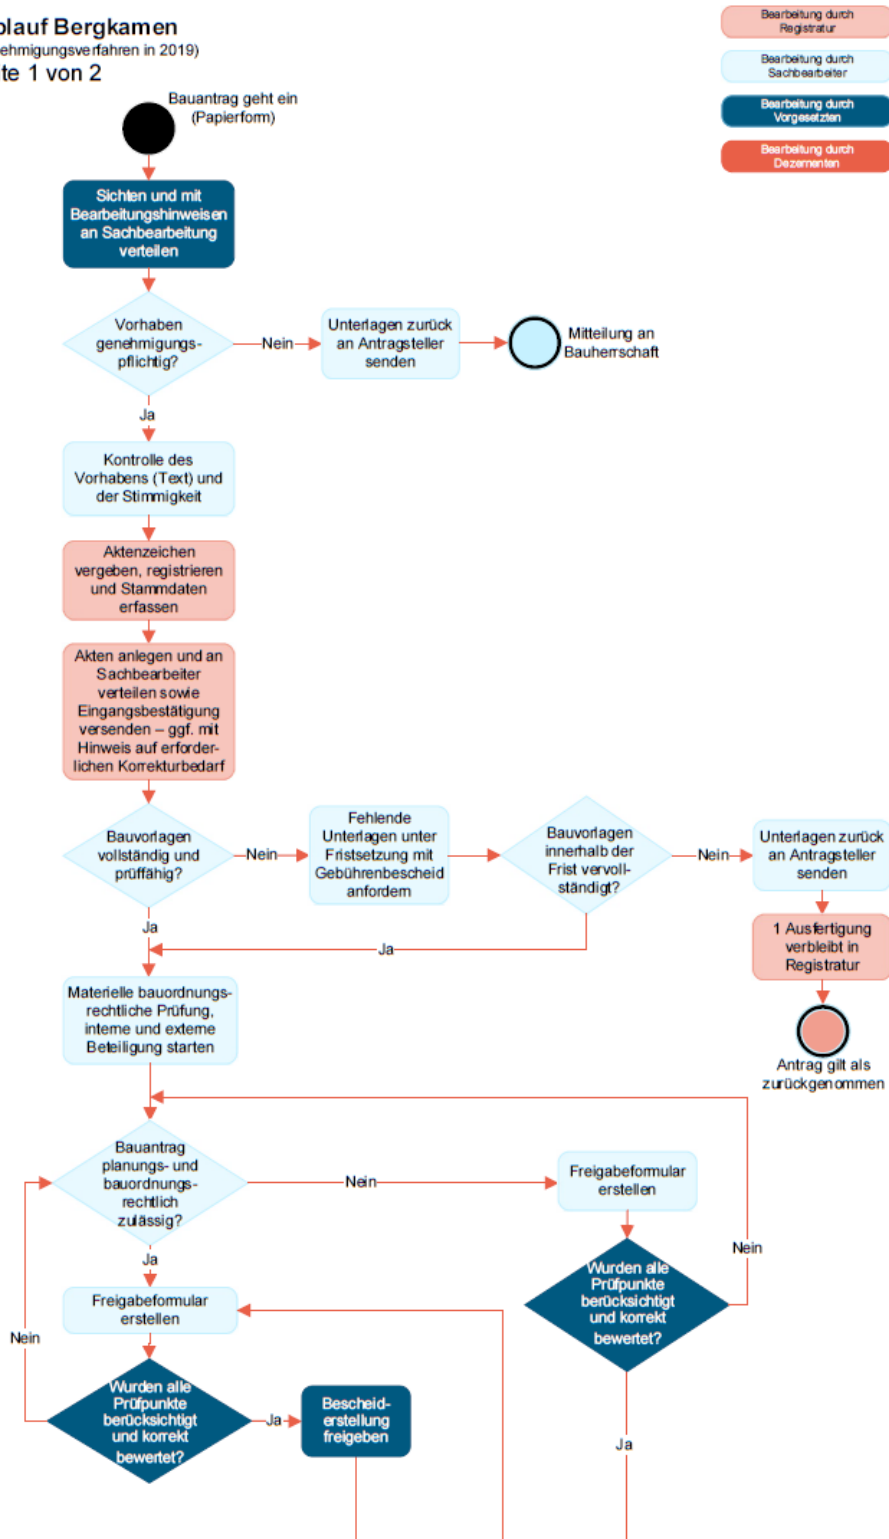 blauf Bergkamen
ehmigungsverfahren in 2019)
te 1 von 2
Bearbeitung durch
Registratur
Bearbeitung durch
Sachbearbeiter
Bearbeitung durch
Vorgesetzten
Bearbeitung durch
Dezernenten
Bauantrag geht ein
(Papierform)
Sichten und mit
Bearbeitungshinweisen
an Sachbearbeitung
verteilen
Vorhaben
genehmigungs-
pflichtig?
Nein
Unterlagen zurück
an Antragsteller
senden
Mitteilung an
Bauherrschaft
Ja
Kontrolle des
Vorhabens (Text) und
der Stimmigkeit
Aktenzeichen
vergeben, registrieren
und Stammdaten
erfassen
Akten anlegen und an
Sachbearbeiter
verteilen sowie
Eingangsbestätigung
versenden – ggf. mit
Hinweis auf erforder-
lichen Korrekturbedarf
Bauvorlagen
vollständig und
prüffähig?
Nein
Fehlende
Unterlagen unter
Fristsetzung mit
Gebührenbescheid
anfordern
Bauvorlagen
innerhalb der
Frist vervoll-
ständigt?
Nein
Unterlagen zurück
an Antragsteller
senden
Ja
Ja
1 Ausfertigung
verbleibt in
Registratur
Antrag gilt als
zurückgenommen
Materielle bauordnungs-
rechtliche Prüfung,
interne und externe
Beteiligung starten
Bauantrag
planungs- und
bauordnungs-
rechtlich
zulässig?
Nein
Freigabeformular
erstellen
Nein
Ja
Wurden alle
Prüfpunkte
berücksichtigt
und korrekt
bewertet?
Freigabeformular
erstellen
Nein
Wurden alle
Prüfpunkte
berücksichtigt
und korrekt
bewertet?
Ja
Bescheid-
erstellung
freigeben
Ja